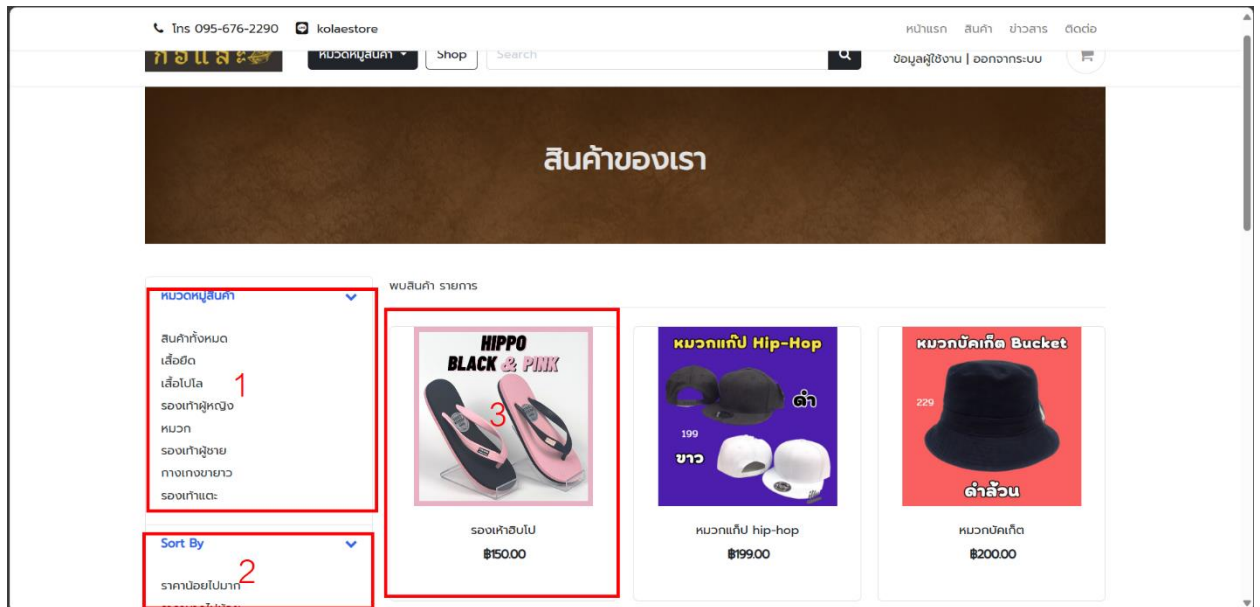 โทร 095-676-2290 kolaestore
หน้าแรก สินค้า ข่าวสาร ติดต่อ
กอและ หมวดหมู่สินค้า Shop Search
ข้อมูลผู้ใช้งาน | ออกจากระบบ
สินค้าของเรา
หมวดหมู่สินค้า
สินค้าทั้งหมด
เสื้อยืด
เสื้อโปโล
1
รองเท้าผู้หญิง
หมวก
รองเท้าผู้ชาย
กางเกงขายาว
รองเท้าแตะ
Sort By
2
ราคาน้อยไปมาก
พบสินค้า รายการ
HIPPO
BLACK & PINK
3
รองเห้าฮิบโป
฿150.00
หมวกแก๊ป Hip-Hop
ดำ
199
ขาว
หมวกแก็ป hip-hop
฿199.00
หมวกบัคเก็ต Bucket
229
ดำล้วน
หมวกบัคเก็ต
฿200.00